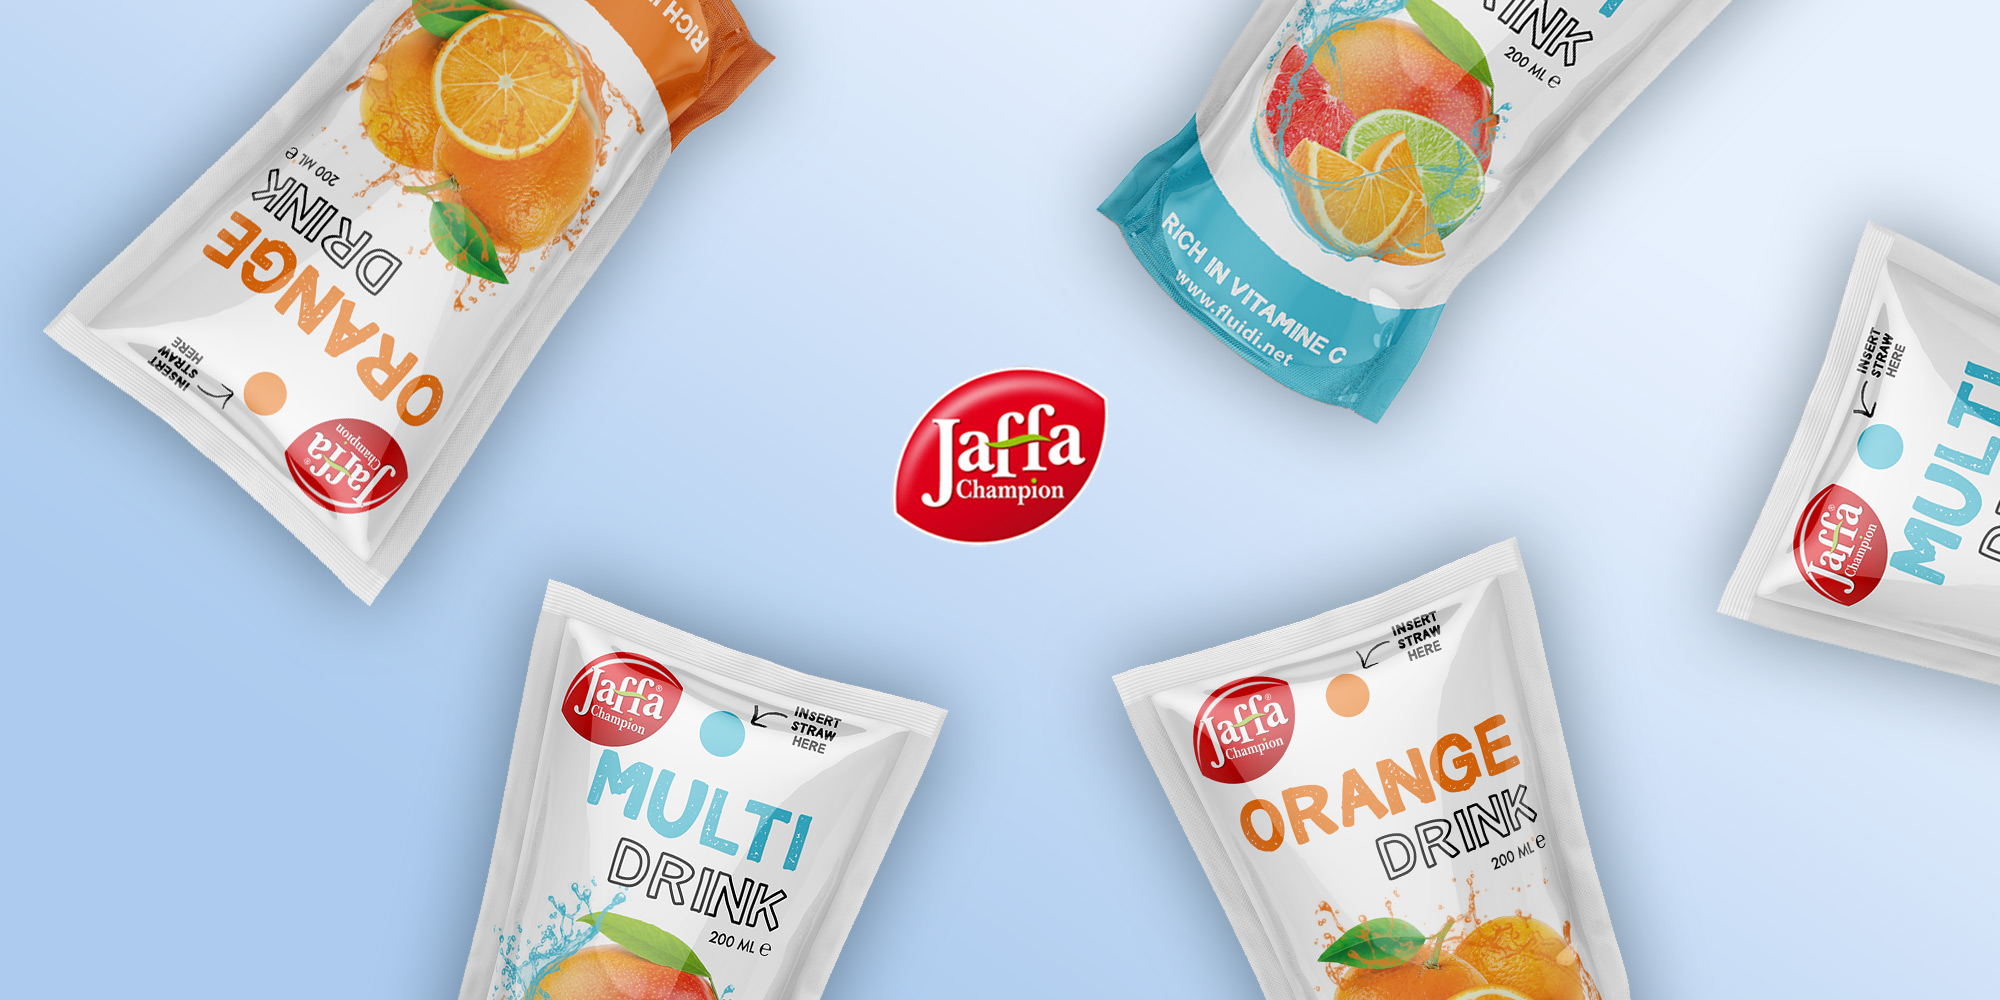 RICH I
200 ML e
DRINK
ORANGE
INSERT
STRAW
HERE
Jaffa®
Champion
RINK
200 ML e
RICH IN VITAMINE C
www.fluidi.net
Jaffa
Champion
INSERT
STRAW
HERE
MULTI
Jaffa®
Champion
Jaffa®
Champion
INSERT
STRAW
HERE
MULTI
DRINK
200 ML e
INSERT
STRAW
HERE
Jaffa®
Champion
ORANGE
DRINK
200 ML e